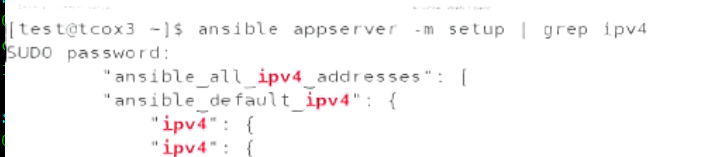 [test@tcox3 ~]$ ansible appserver -m setup | grep ipv4
SUDO password:
"ansible_all_ipv4_addresses": [
"ansible_default_ipv4": {
"ipv4": {
"ipv4": {